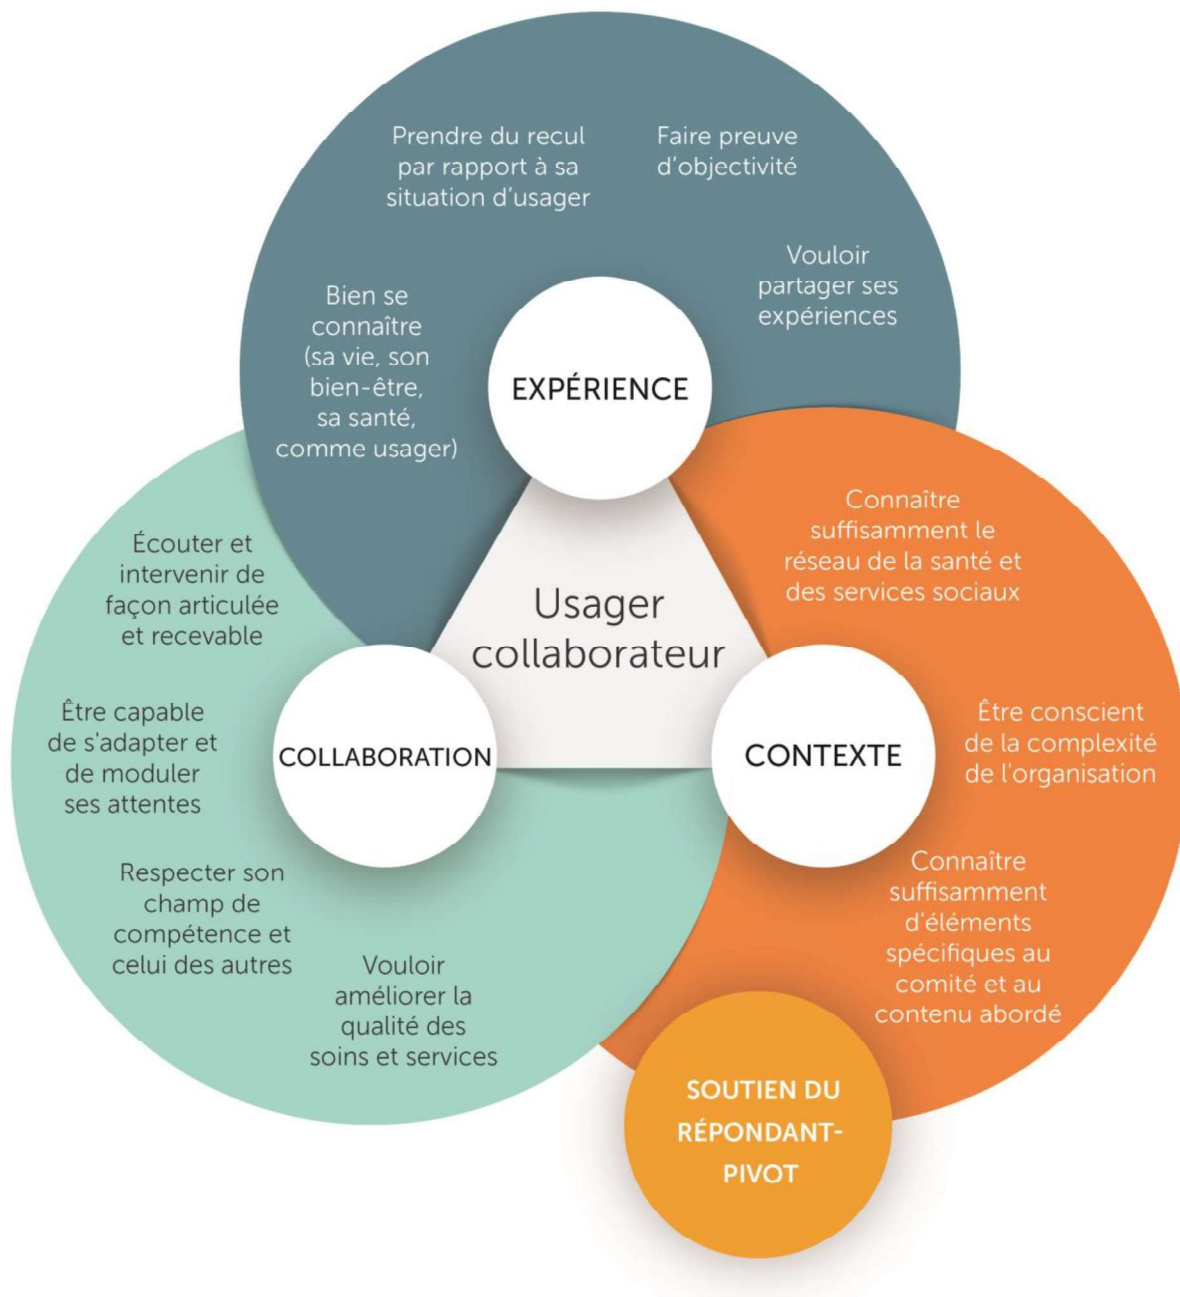 Prendre du recul
par rapport à sa
situation d'usager
Faire preuve
d'objectivité
Vouloir
partager ses
expériences
Bien se
connaître
(sa vie, son
bien-être,
sa santé,
comme usager)
EXPÉRIENCE
Connaître
suffisamment le
réseau de la santé et
des services sociaux
Écouter et
intervenir de
façon articulée
et recevable
Usager
collaborateur
Être capable
de s'adapter et
de moduler
ses attentes
COLLABORATION
CONTEXTE
Être conscient
de la complexité
de l'organisation
Respecter son
champ de
compétence et
celui des autres
Connaître
suffisamment
d'éléments
spécifiques au
comité et au
contenu abordé
Vouloir
améliorer la
qualité des
soins et services
SOUTIEN DU
RÉPONDANT-
PIVOT